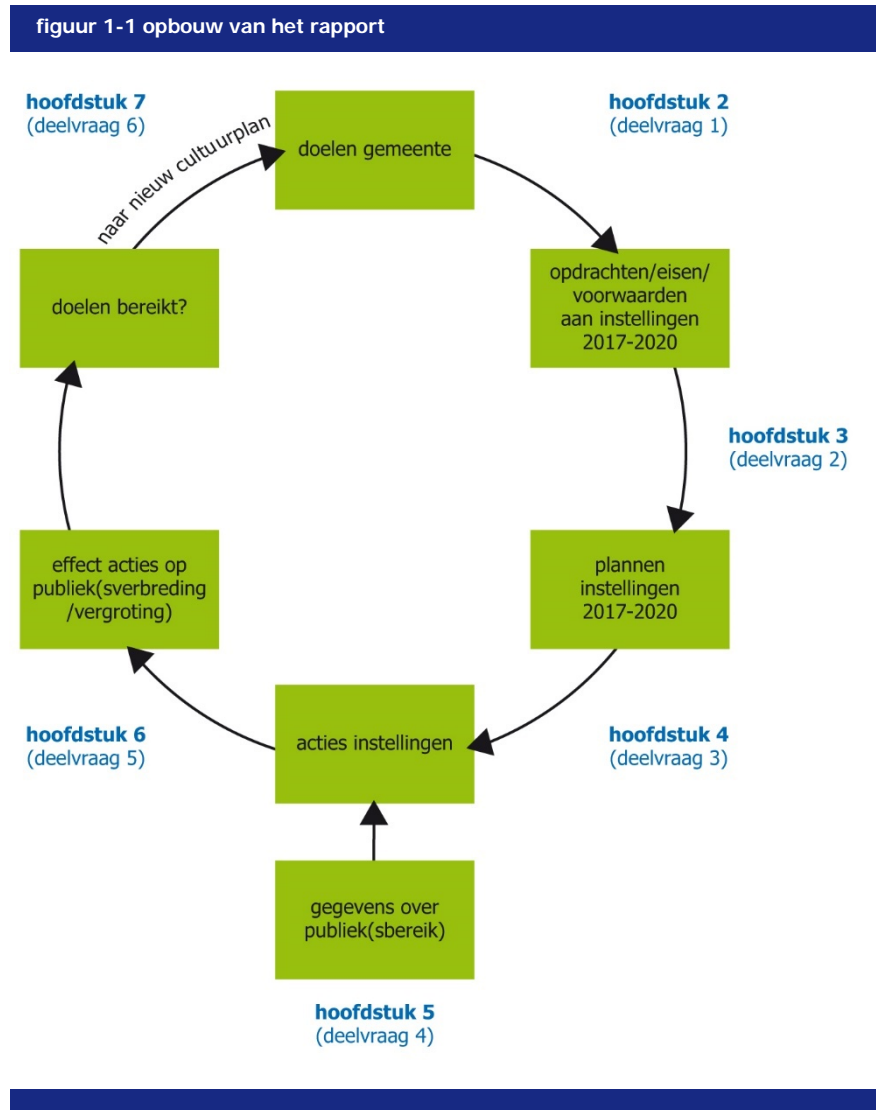 figuur 1-1 opbouw van het rapport
hoofdstuk 7
(deelvraag 6)
naar nieuw cultuurplan
doelen gemeente
hoofdstuk 2
(deelvraag 1)
doelen bereikt?
opdrachten/eisen/
voorwaarden
aan instellingen
2017-2020
hoofdstuk 3
(deelvraag 2)
effect acties op
publiek(sverbreding
/vergroting)
plannen
instellingen
2017-2020
hoofdstuk 6
(deelvraag 5)
acties instellingen
hoofdstuk 4
(deelvraag 3)
gegevens over
publiek(sbereik)
hoofdstuk 5
(deelvraag 4)